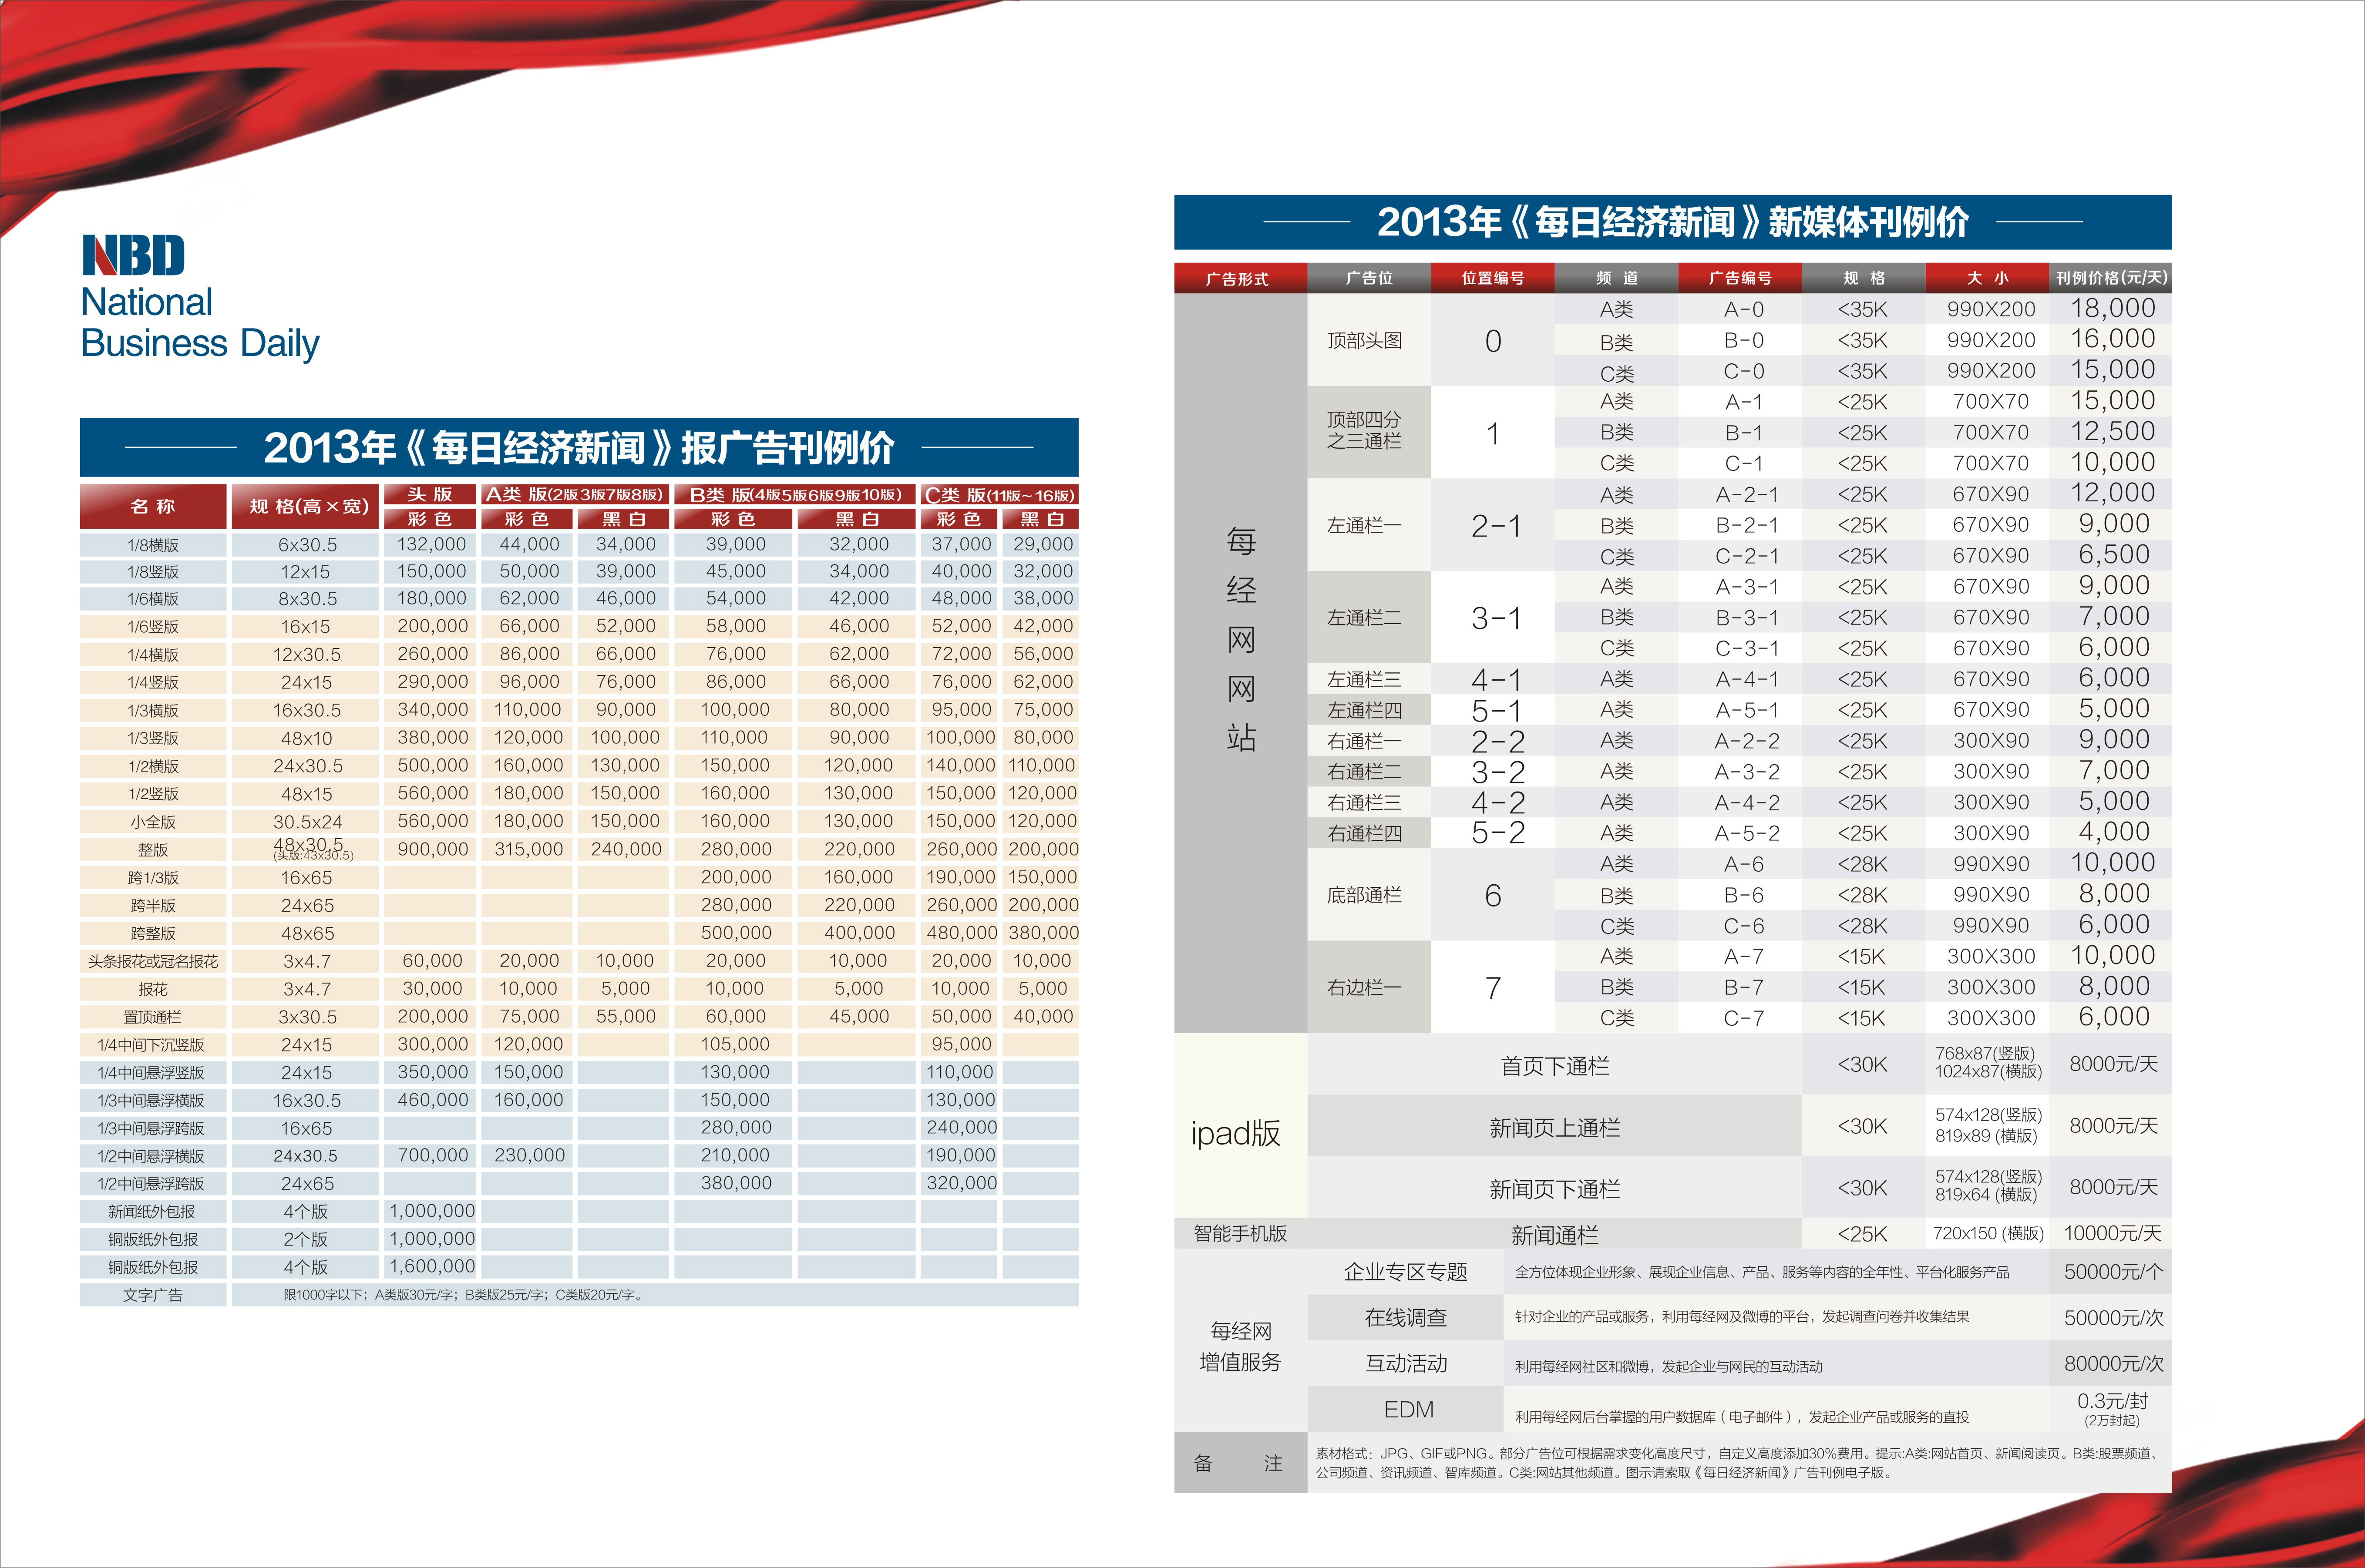 NBD
National
Business Daily
2013年《每日经济新闻》报广告刊例价
名 称 规 格(高×宽) 头 版 A类 版(2版3版7版8版) B类 版(4版5版6版9版10版) C类 版(11版~16版)
彩 色 彩 色 黑 白 彩 色 黑 白 彩 色 黑 白
1/8横版 6x30.5 132,000 44,000 34,000 39,000 32,000 37,000 29,000
1/8竖版 12x15 150,000 50,000 39,000 45,000 34,000 40,000 32,000
1/6横版 8x30.5 180,000 62,000 46,000 54,000 42,000 48,000 38,000
1/6竖版 16x15 200,000 66,000 52,000 58,000 46,000 52,000 42,000
1/4横版 12x30.5 260,000 86,000 66,000 76,000 62,000 72,000 56,000
1/4竖版 24x15 290,000 96,000 76,000 86,000 66,000 76,000 62,000
1/3横版 16x30.5 340,000 110,000 90,000 100,000 80,000 95,000 75,000
1/3竖版 48x10 380,000 120,000 100,000 110,000 90,000 100,000 80,000
1/2横版 24x30.5 500,000 160,000 130,000 150,000 120,000 140,000 110,000
1/2竖版 48x15 560,000 180,000 150,000 160,000 130,000 150,000 120,000
小全版 30.5x24 560,000 180,000 150,000 160,000 130,000 150,000 120,000
整版 48x30.5 (头版:43x30.5) 900,000 315,000 240,000 280,000 220,000 260,000 200,000
跨1/3版 16x65 200,000 160,000 190,000 150,000
跨半版 24x65 280,000 220,000 260,000 200,000
跨整版 48x65 500,000 400,000 480,000 380,000
头条报花或冠名报花 3x4.7 60,000 20,000 10,000 20,000 10,000 20,000 10,000
报花 3x4.7 30,000 10,000 5,000 10,000 5,000 10,000 5,000
置顶通栏 3x30.5 200,000 75,000 55,000 60,000 45,000 50,000 40,000
1/4中间下沉竖版 24x15 300,000 120,000 105,000 95,000
1/4中间悬浮竖版 24x15 350,000 150,000 130,000 110,000
1/3中间悬浮横版 16x30.5 460,000 160,000 150,000 130,000
1/3中间悬浮跨版 16x65 280,000 240,000
1/2中间悬浮横版 24x30.5 700,000 230,000 210,000 190,000
1/2中间悬浮跨版 24x65 380,000 320,000
新闻纸外包报 4个版 1,000,000
铜版纸外包报 2个版 1,000,000
铜版纸外包报 4个版 1,600,000
文字广告 限1000字以下；A类版30元/字；B类版25元/字；C类版20元/字。
2013年《每日经济新闻》新媒体刊例价
广告形式 广告位 位置编号 频 道 广告编号 规 格 大 小 刊例价格(元/天)
每经网网站
顶部头图 0 A类 A-0 <35K 990X200 18,000
B类 B-0 <35K 990X200 16,000
C类 C-0 <35K 990X200 15,000
顶部四分之三通栏 1 A类 A-1 <25K 700X70 15,000
B类 B-1 <25K 700X70 12,500
C类 C-1 <25K 700X70 10,000
左通栏一 2-1 A类 A-2-1 <25K 670X90 12,000
B类 B-2-1 <25K 670X90 9,000
C类 C-2-1 <25K 670X90 6,500
左通栏二 3-1 A类 A-3-1 <25K 670X90 9,000
B类 B-3-1 <25K 670X90 7,000
C类 C-3-1 <25K 670X90 6,000
左通栏三 4-1 A类 A-4-1 <25K 670X90 6,000
左通栏四 5-1 A类 A-5-1 <25K 670X90 5,000
右通栏一 2-2 A类 A-2-2 <25K 300X90 9,000
右通栏二 3-2 A类 A-3-2 <25K 300X90 7,000
右通栏三 4-2 A类 A-4-2 <25K 300X90 5,000
右通栏四 5-2 A类 A-5-2 <25K 300X90 4,000
底部通栏 6 A类 A-6 <28K 990X90 10,000
B类 B-6 <28K 990X90 8,000
C类 C-6 <28K 990X90 6,000
右边栏一 7 A类 A-7 <15K 300X300 10,000
B类 B-7 <15K 300X300 8,000
C类 C-7 <15K 300X300 6,000
ipad版
首页下通栏 <30K 768x87(竖版) 1024x87(横版) 8000元/天
新闻页上通栏 <30K 574x128(竖版) 819x89 (横版) 8000元/天
新闻页下通栏 <30K 574x128(竖版) 819x64 (横版) 8000元/天
智能手机版 新闻通栏 <25K 720x150 (横版) 10000元/天
每经网
增值服务
企业专区专题 全方位体现企业形象、展现企业信息、产品、服务等内容的全年性、平台化服务产品 50000元/个
在线调查 针对企业的产品或服务，利用每经网及微博的平台，发起调查问卷并收集结果 50000元/次
互动活动 利用每经网社区和微博，发起企业与网民的互动活动 80000元/次
EDM 利用每经网后台掌握的用户数据库（电子邮件），发起企业产品或服务的直投 0.3元/封 (2万封起)
备 注 素材格式：JPG、GIF或PNG。部分广告位可根据需求变化高度尺寸，自定义高度添加30%费用。提示:A类:网站首页、新闻阅读页。B类:股票频道、
公司频道、资讯频道、智库频道。C类:网站其他频道。图示请索取《每日经济新闻》广告刊例电子版。